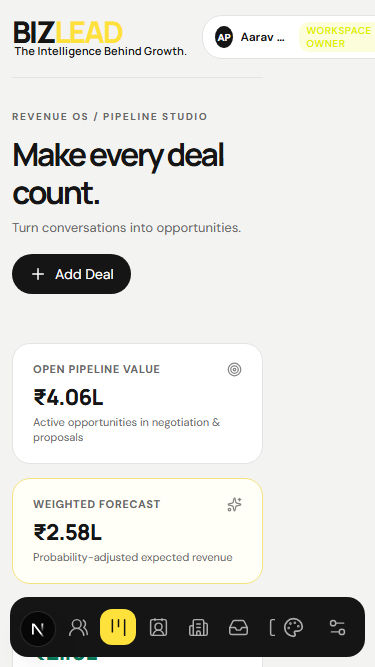 BIZLEAD
The Intelligence Behind Growth.
AP
Aarav ...
WORKSPACE
OWNER
REVENUE OS / PIPELINE STUDIO
Make every deal
count.
Turn conversations into opportunities.
+ Add Deal
OPEN PIPELINE VALUE
₹4.06L
Active opportunities in negotiation &
proposals
WEIGHTED FORECAST
₹2.58L
Probability-adjusted expected revenue
N